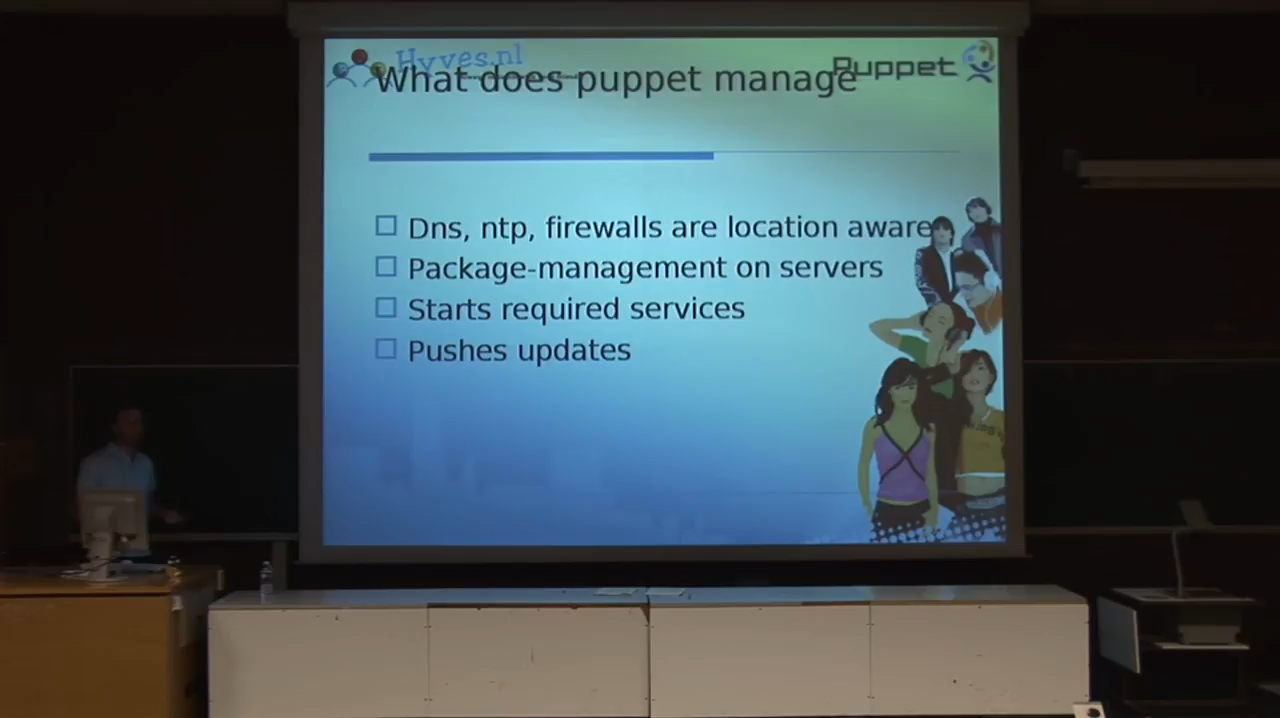 Hyves.nl
Puppet
What does puppet manage
Dns, ntp, firewalls are location aware
Package-management on servers
Starts required services
Pushes updates